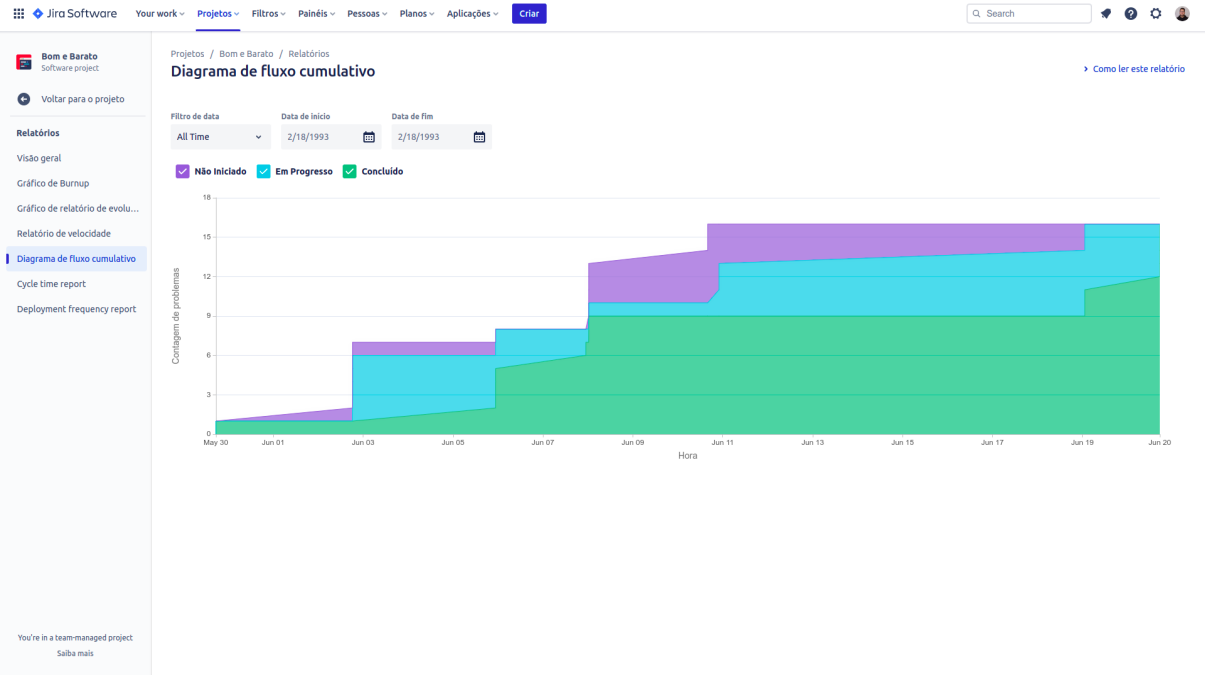 Jira Software Your work Projetos Filtros Painéis Pessoas Planos Aplicações Criar Search
Bom e Barato
Software project
Voltar para o projeto
Relatórios
Visão geral
Gráfico de Burnup
Gráfico de relatório de evolu...
Relatório de velocidade
Diagrama de fluxo cumulativo
Cycle time report
Deployment frequency report
You're in a team-managed project
Saiba mais
Projetos / Bom e Barato / Relatórios
Diagrama de fluxo cumulativo
Como ler este relatório
Filtro de data Data de início Data de fim
All Time 2/18/1993 2/18/1993
Não Iniciado Em Progresso Concluído
Contagem de problemas
18
15
12
9
6
3
0
May 30 Jun 01 Jun 03 Jun 05 Jun 07 Jun 09 Jun 11 Jun 13 Jun 15 Jun 17 Jun 19 Jun 20
Hora